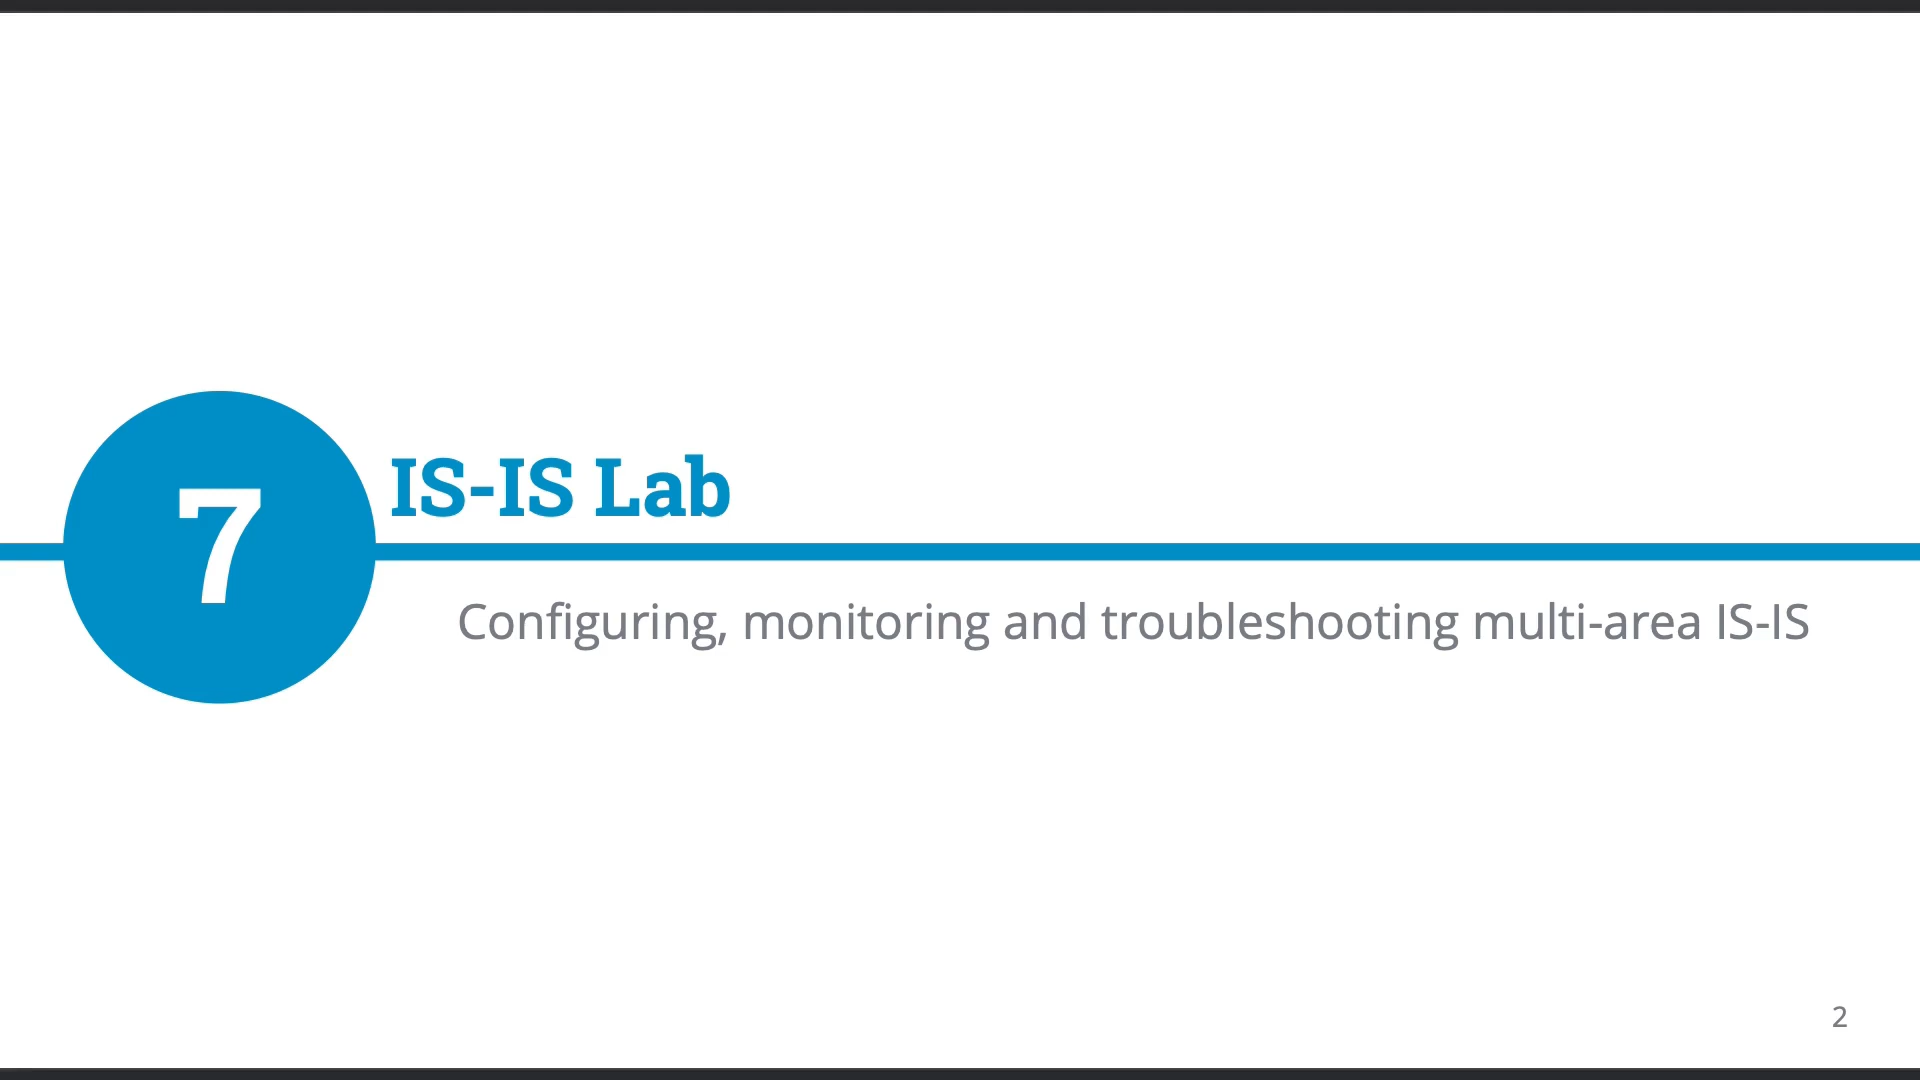 7
IS-IS Lab
Configuring, monitoring and troubleshooting multi-area IS-IS
2